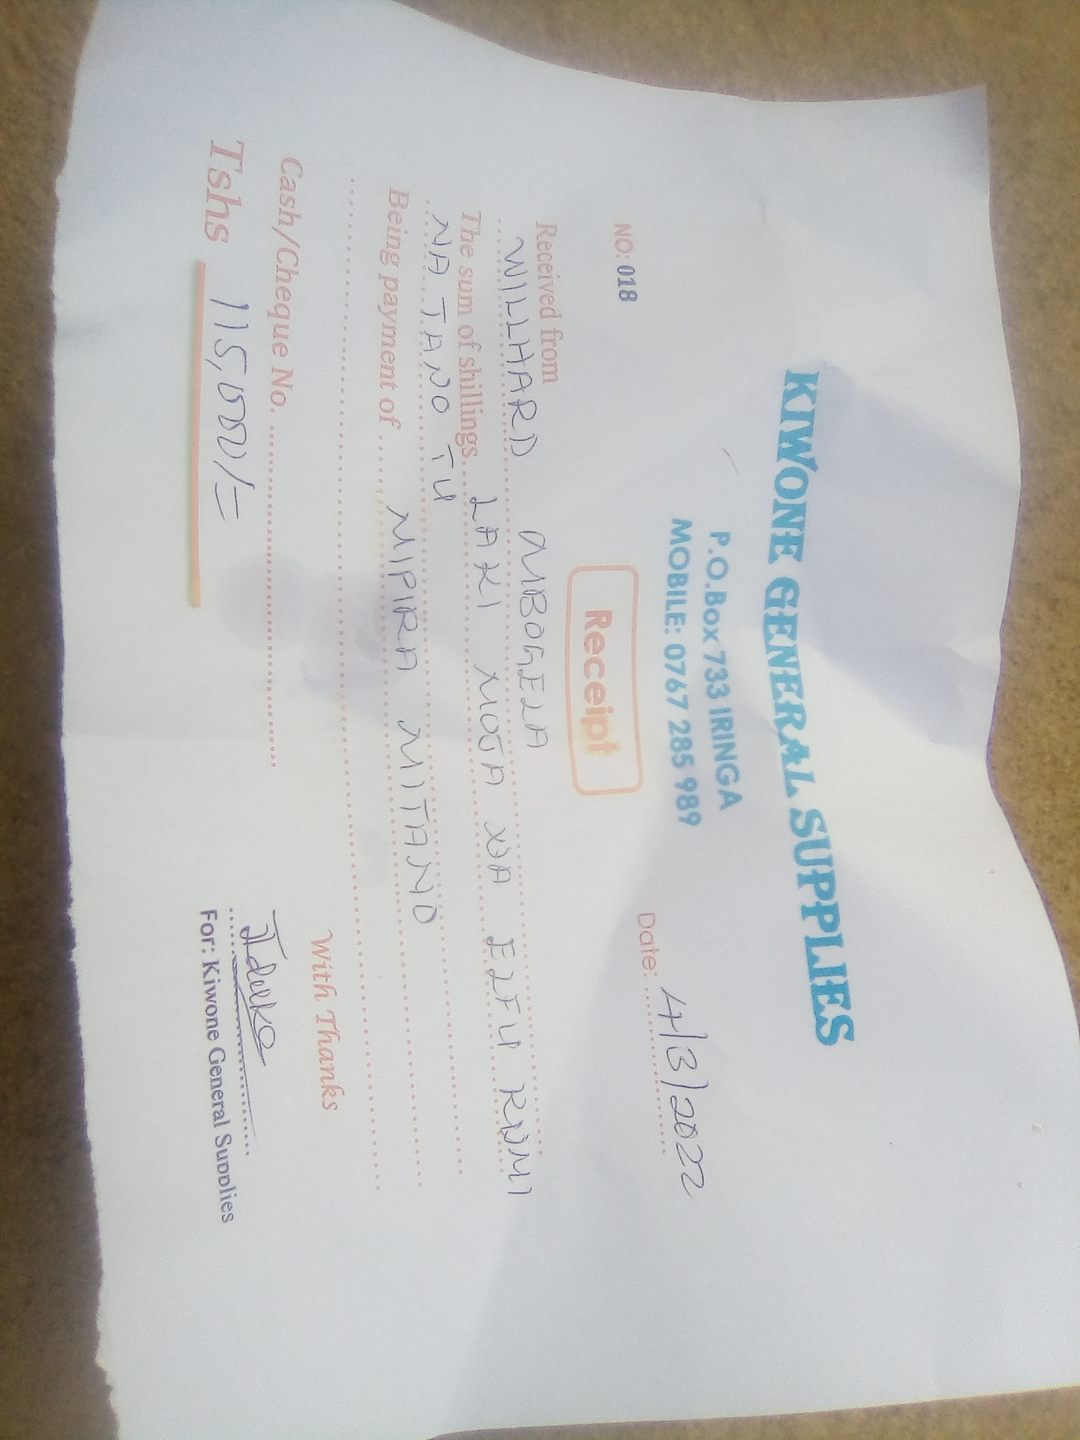 KIWONE GENERAL SUPPLIES
P.O.Box 733 IRINGA
MOBILE: 0767 285 989
NO: 018
Receipt
Date: 4/3/2022
Received from WILLHARD MBOGELA
The sum of shillings LAKI MOJA NA ELFU KUMI
NA TANO TU
Being payment of MIPIRA MITANO
Cash/Cheque No.
With Thanks
Tshs 115,000/=
For: Kiwone General Supplies